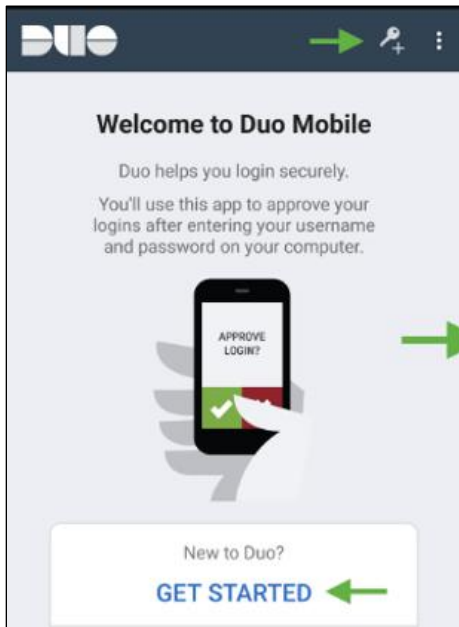 DUO
Welcome to Duo Mobile
Duo helps you login securely.
You'll use this app to approve your
logins after entering your username
and password on your computer.
APPROVE
LOGIN?
New to Duo?
GET STARTED